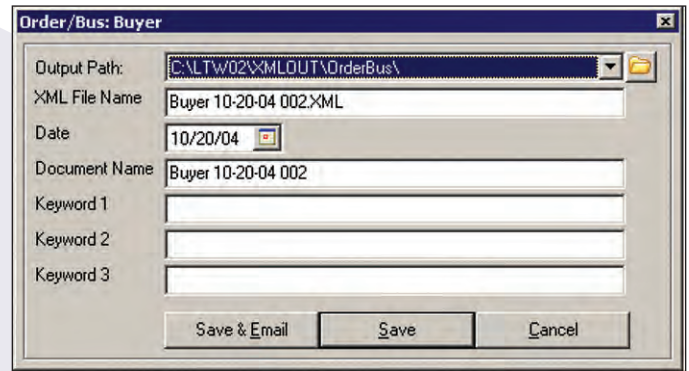 Order/Bus: Buyer
Output Path: C:\LTW02\XMLOUT\OrderBus\
XML File Name Buyer 10-20-04 002.XML
Date 10/20/04
Document Name Buyer 10-20-04 002
Keyword 1
Keyword 2
Keyword 3
Save & Email Save Cancel